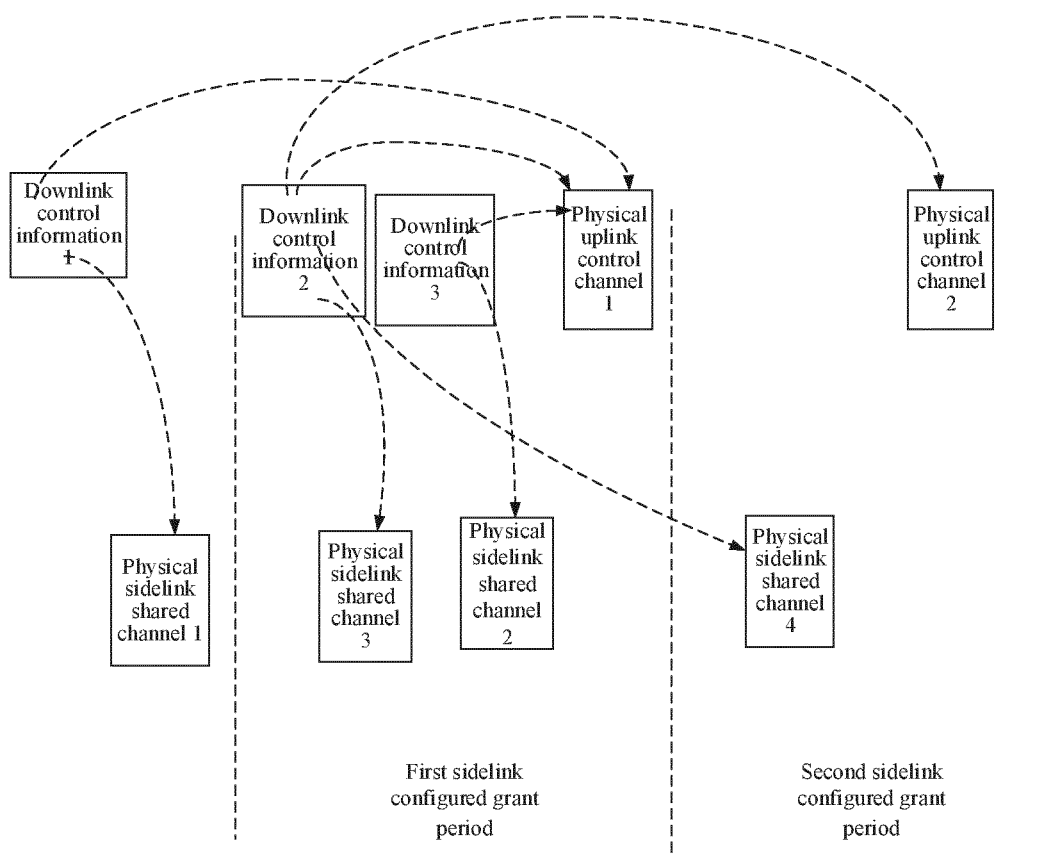 Downlink
control
information
1
Downlink
control
information
2
Downlink
control
information
3
Physical
uplink
control
channel
1
Physical
uplink
control
channel
2
Physical
sidelink
shared
channel 1
Physical
sidelink
shared
channel
3
Physical
sidelink
shared
channel
2
Physical
sidelink
shared
channel
4
First sidelink
configured grant
period
Second sidelink
configured grant
period